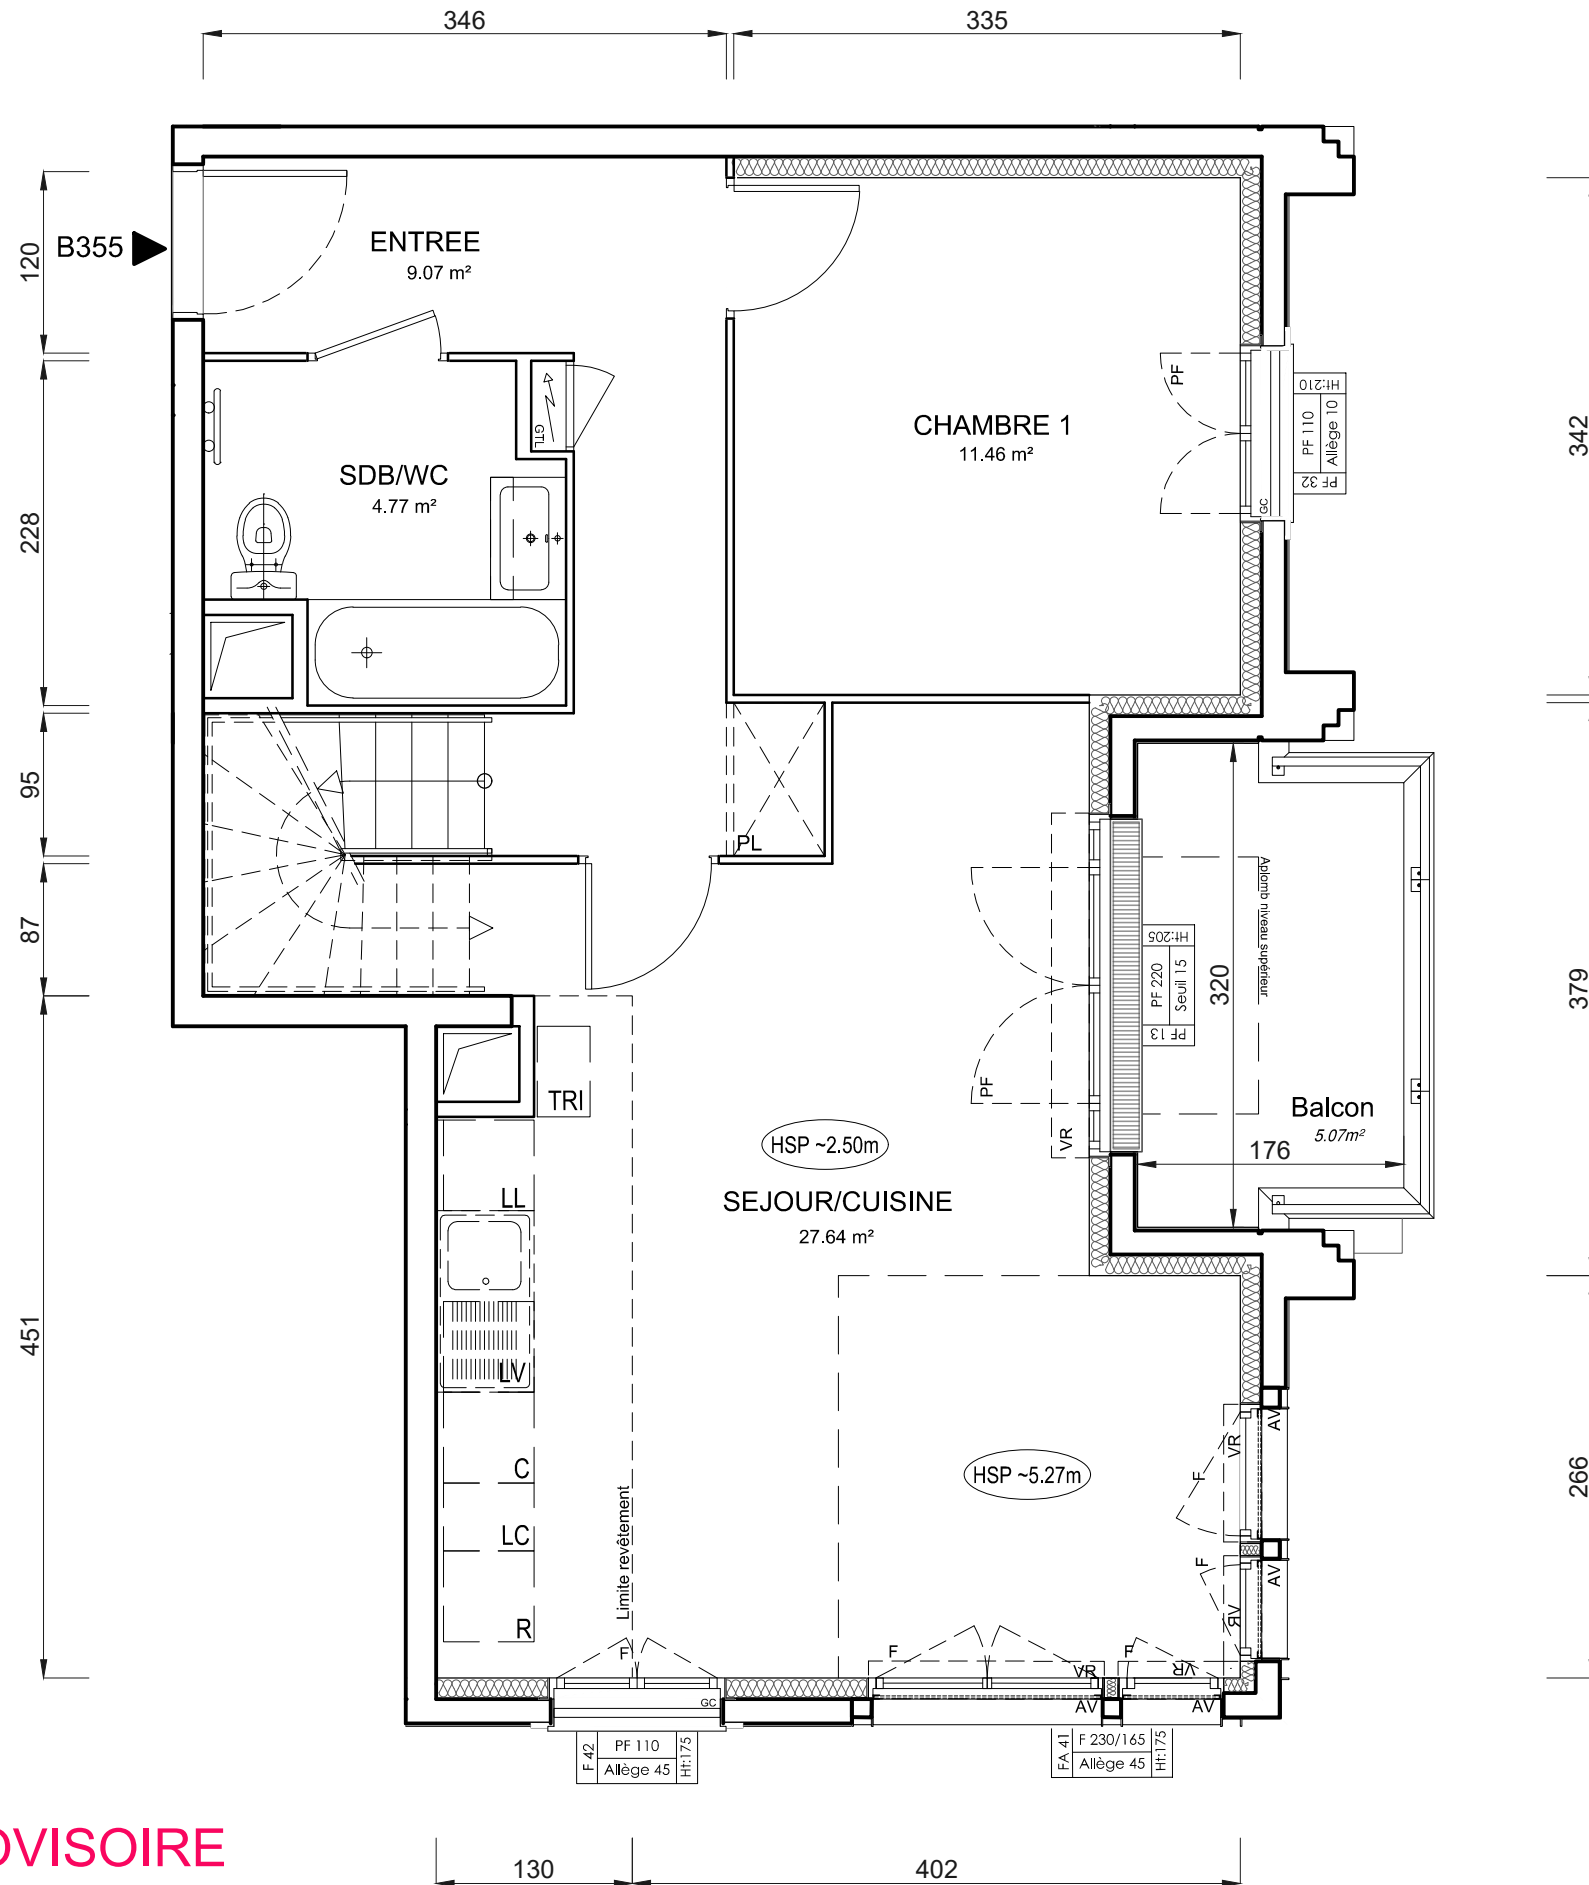 346
335
120
B355
ENTREE
9.07 m²
PF
Ht:210
PF 110
Allège 10
PF 32
GC
342
CHAMBRE 1
11.46 m²
GTL
SDB/WC
4.77 m²
228
95
PL
87
Aplomb niveau supérieur
Ht:205
PF 220
Seuil 15
PF 13
320
379
PF
VR
TRI
Balcon
5.07m²
176
HSP ~2.50m
SEJOUR/CUISINE
27.64 m²
LL
LV
451
C
LC
R
Limite revêtement
HSP ~5.27m
AV
VR
F
266
F
AV
VR
F
F
VR
F
VR
GC
AV
AV
F 42
PF 110
Allège 45
Ht:175
FA 41
F 230/165
Allège 45
Ht:175
OVISOIRE
130
402